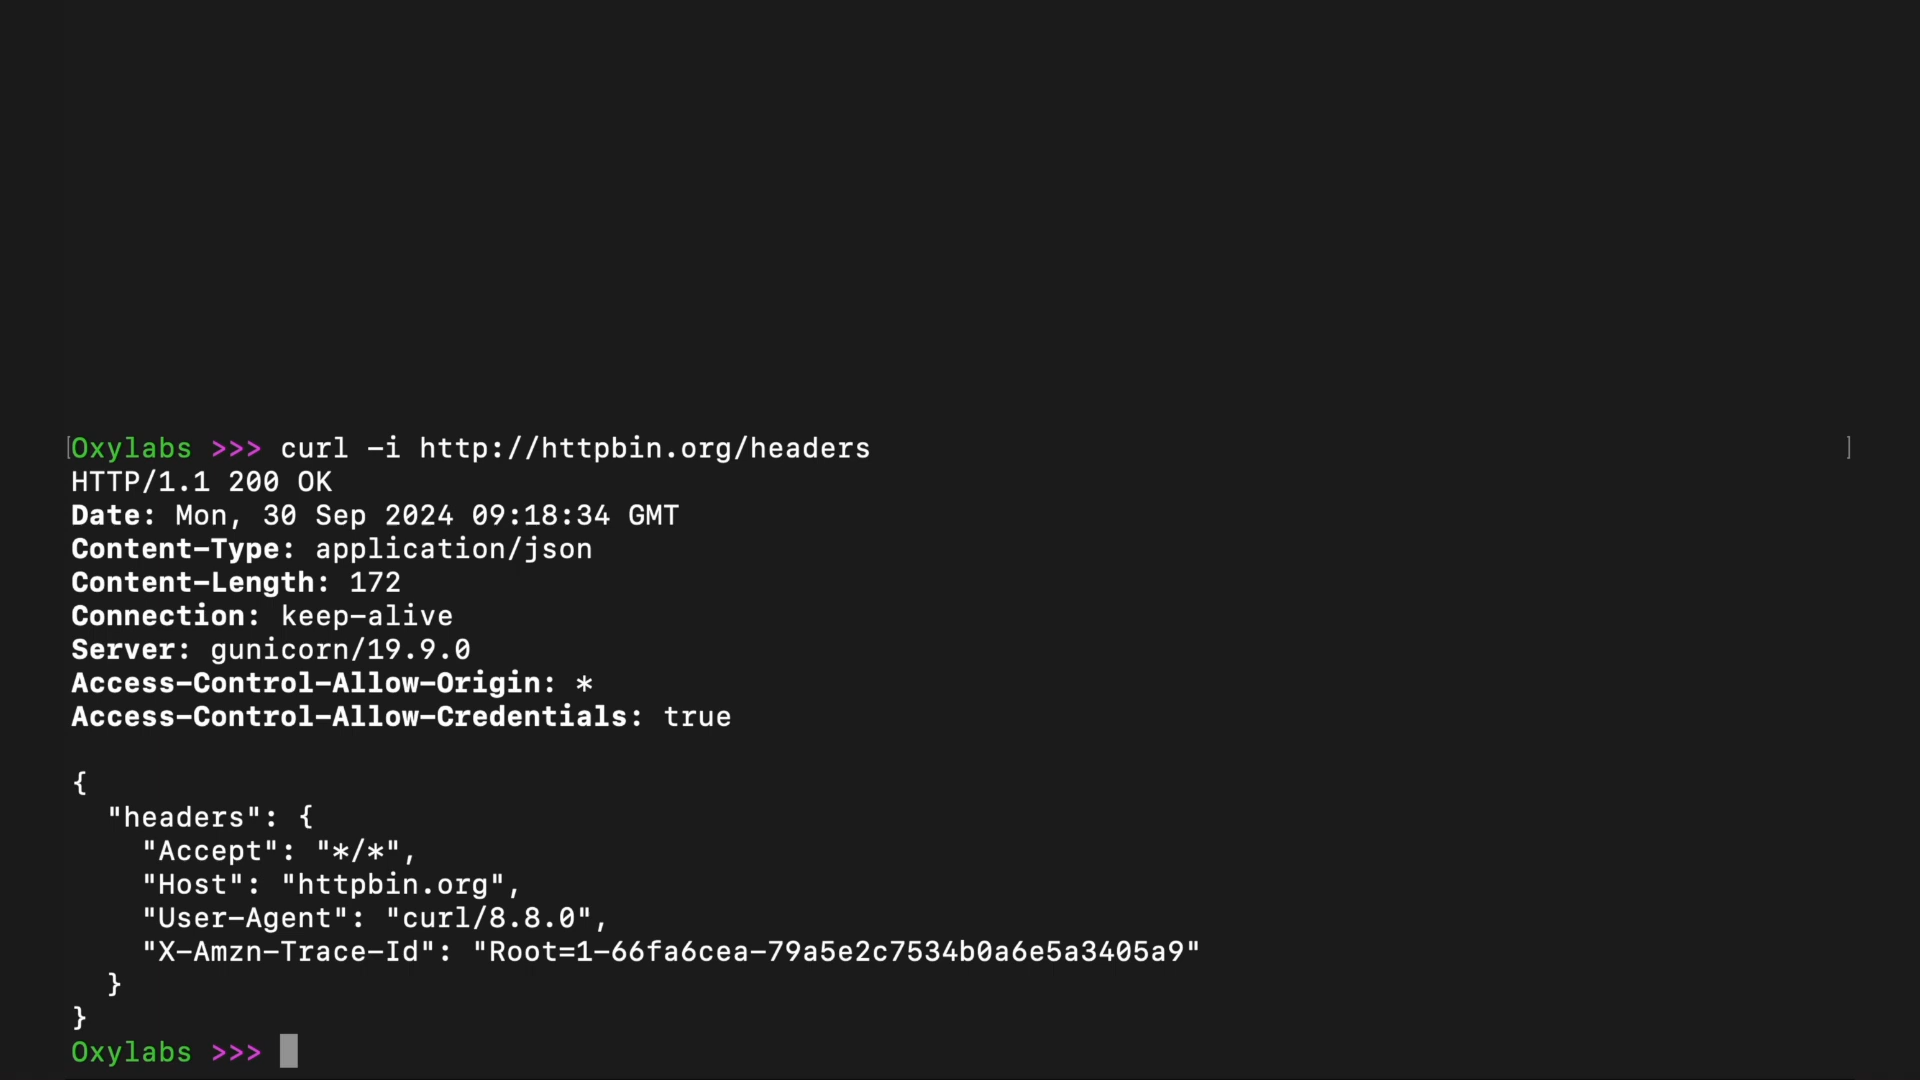 Oxylabs >>> curl -i http://httpbin.org/headers
HTTP/1.1 200 OK
Date: Mon, 30 Sep 2024 09:18:34 GMT
Content-Type: application/json
Content-Length: 172
Connection: keep-alive
Server: gunicorn/19.9.0
Access-Control-Allow-Origin: *
Access-Control-Allow-Credentials: true

{
  "headers": {
    "Accept": "*/*",
    "Host": "httpbin.org",
    "User-Agent": "curl/8.8.0",
    "X-Amzn-Trace-Id": "Root=1-66fa6cea-79a5e2c7534b0a6e5a3405a9"
  }
}
Oxylabs >>>